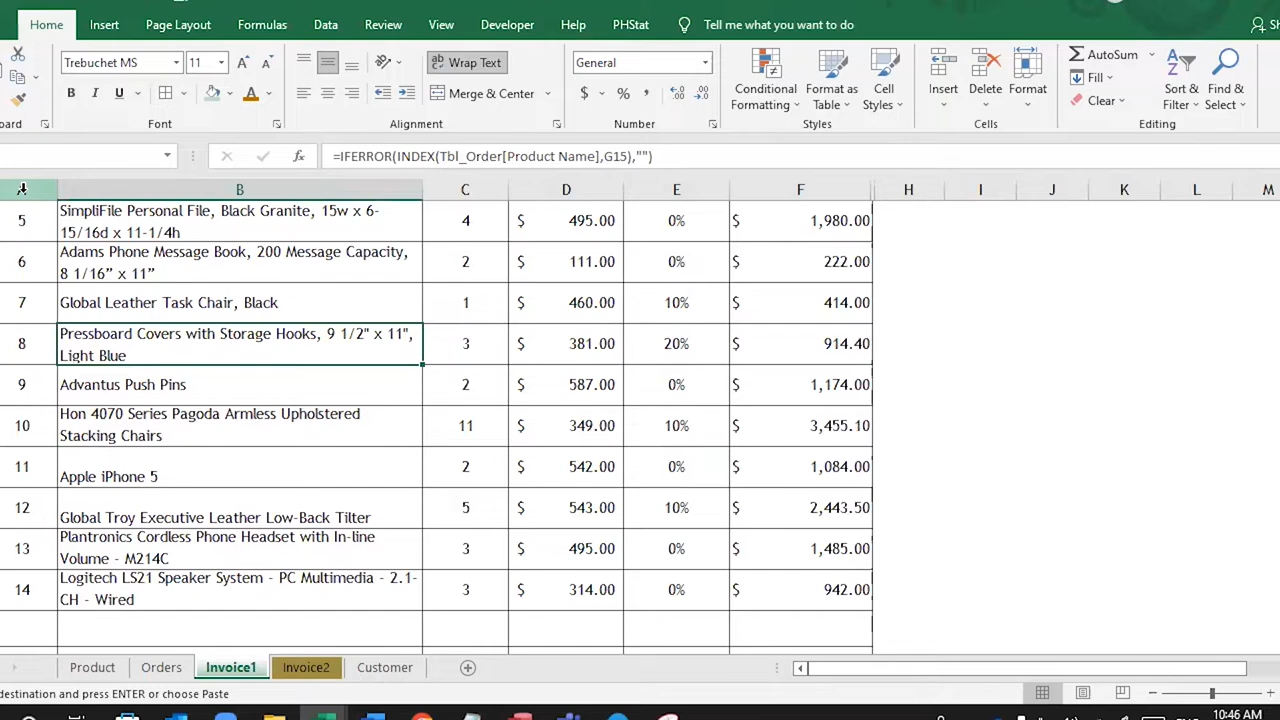 Home Insert Page Layout Formulas Data Review View Developer Help PHStat Tell me what you want to do
Trebuchet MS 11 Wrap Text General
Merge & Center
Conditional Formatting Format as Table Cell Styles Insert Delete Format
AutoSum
Fill
Clear
Sort & Filter Find & Select
Font Alignment Number Styles Cells Editing
=IFERROR(INDEX(Tbl_Order[Product Name],G15),"")
A B C D E F H I J K L M
5 SimpliFile Personal File, Black Granite, 15w x 6-
15/16d x 11-1/4h 4 $ 495.00 0% $ 1,980.00
6 Adams Phone Message Book, 200 Message Capacity,
8 1/16” x 11” 2 $ 111.00 0% $ 222.00
7 Global Leather Task Chair, Black 1 $ 460.00 10% $ 414.00
8 Pressboard Covers with Storage Hooks, 9 1/2" x 11",
Light Blue 3 $ 381.00 20% $ 914.40
9 Advantus Push Pins 2 $ 587.00 0% $ 1,174.00
10 Hon 4070 Series Pagoda Armless Upholstered
Stacking Chairs 11 $ 349.00 10% $ 3,455.10
11 Apple iPhone 5 2 $ 542.00 0% $ 1,084.00
12 Global Troy Executive Leather Low-Back Tilter 5 $ 543.00 10% $ 2,443.50
13 Plantronics Cordless Phone Headset with In-line
Volume - M214C 3 $ 495.00 0% $ 1,485.00
14 Logitech LS21 Speaker System - PC Multimedia - 2.1-
CH - Wired 3 $ 314.00 0% $ 942.00
Product Orders Invoice1 Invoice2 Customer
destination and press ENTER or choose Paste
10:46 AM